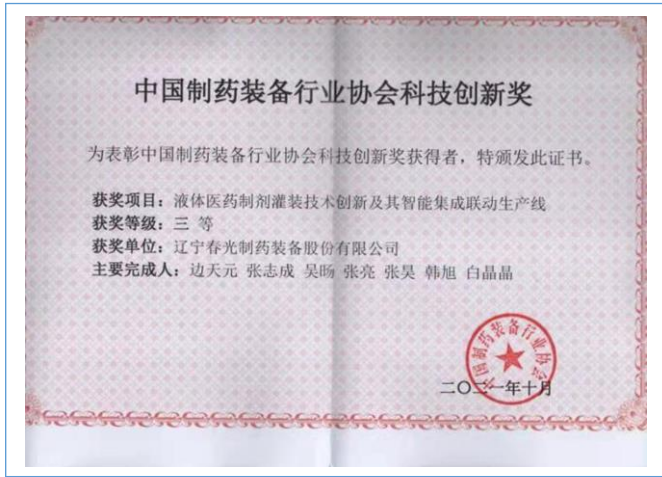 中国制药装备行业协会科技创新奖
为表彰中国制药装备行业协会科技创新奖获得者，特颁发此证书。
获奖项目：液体医药制剂灌装技术创新及其智能集成联动生产线
获奖等级：三 等
获奖单位：辽宁春光制药装备股份有限公司
主要完成人：边天元 张志成 吴旸 张亮 张昊 韩旭 白晶晶
中国制药装备行业协会
二〇二一年十月